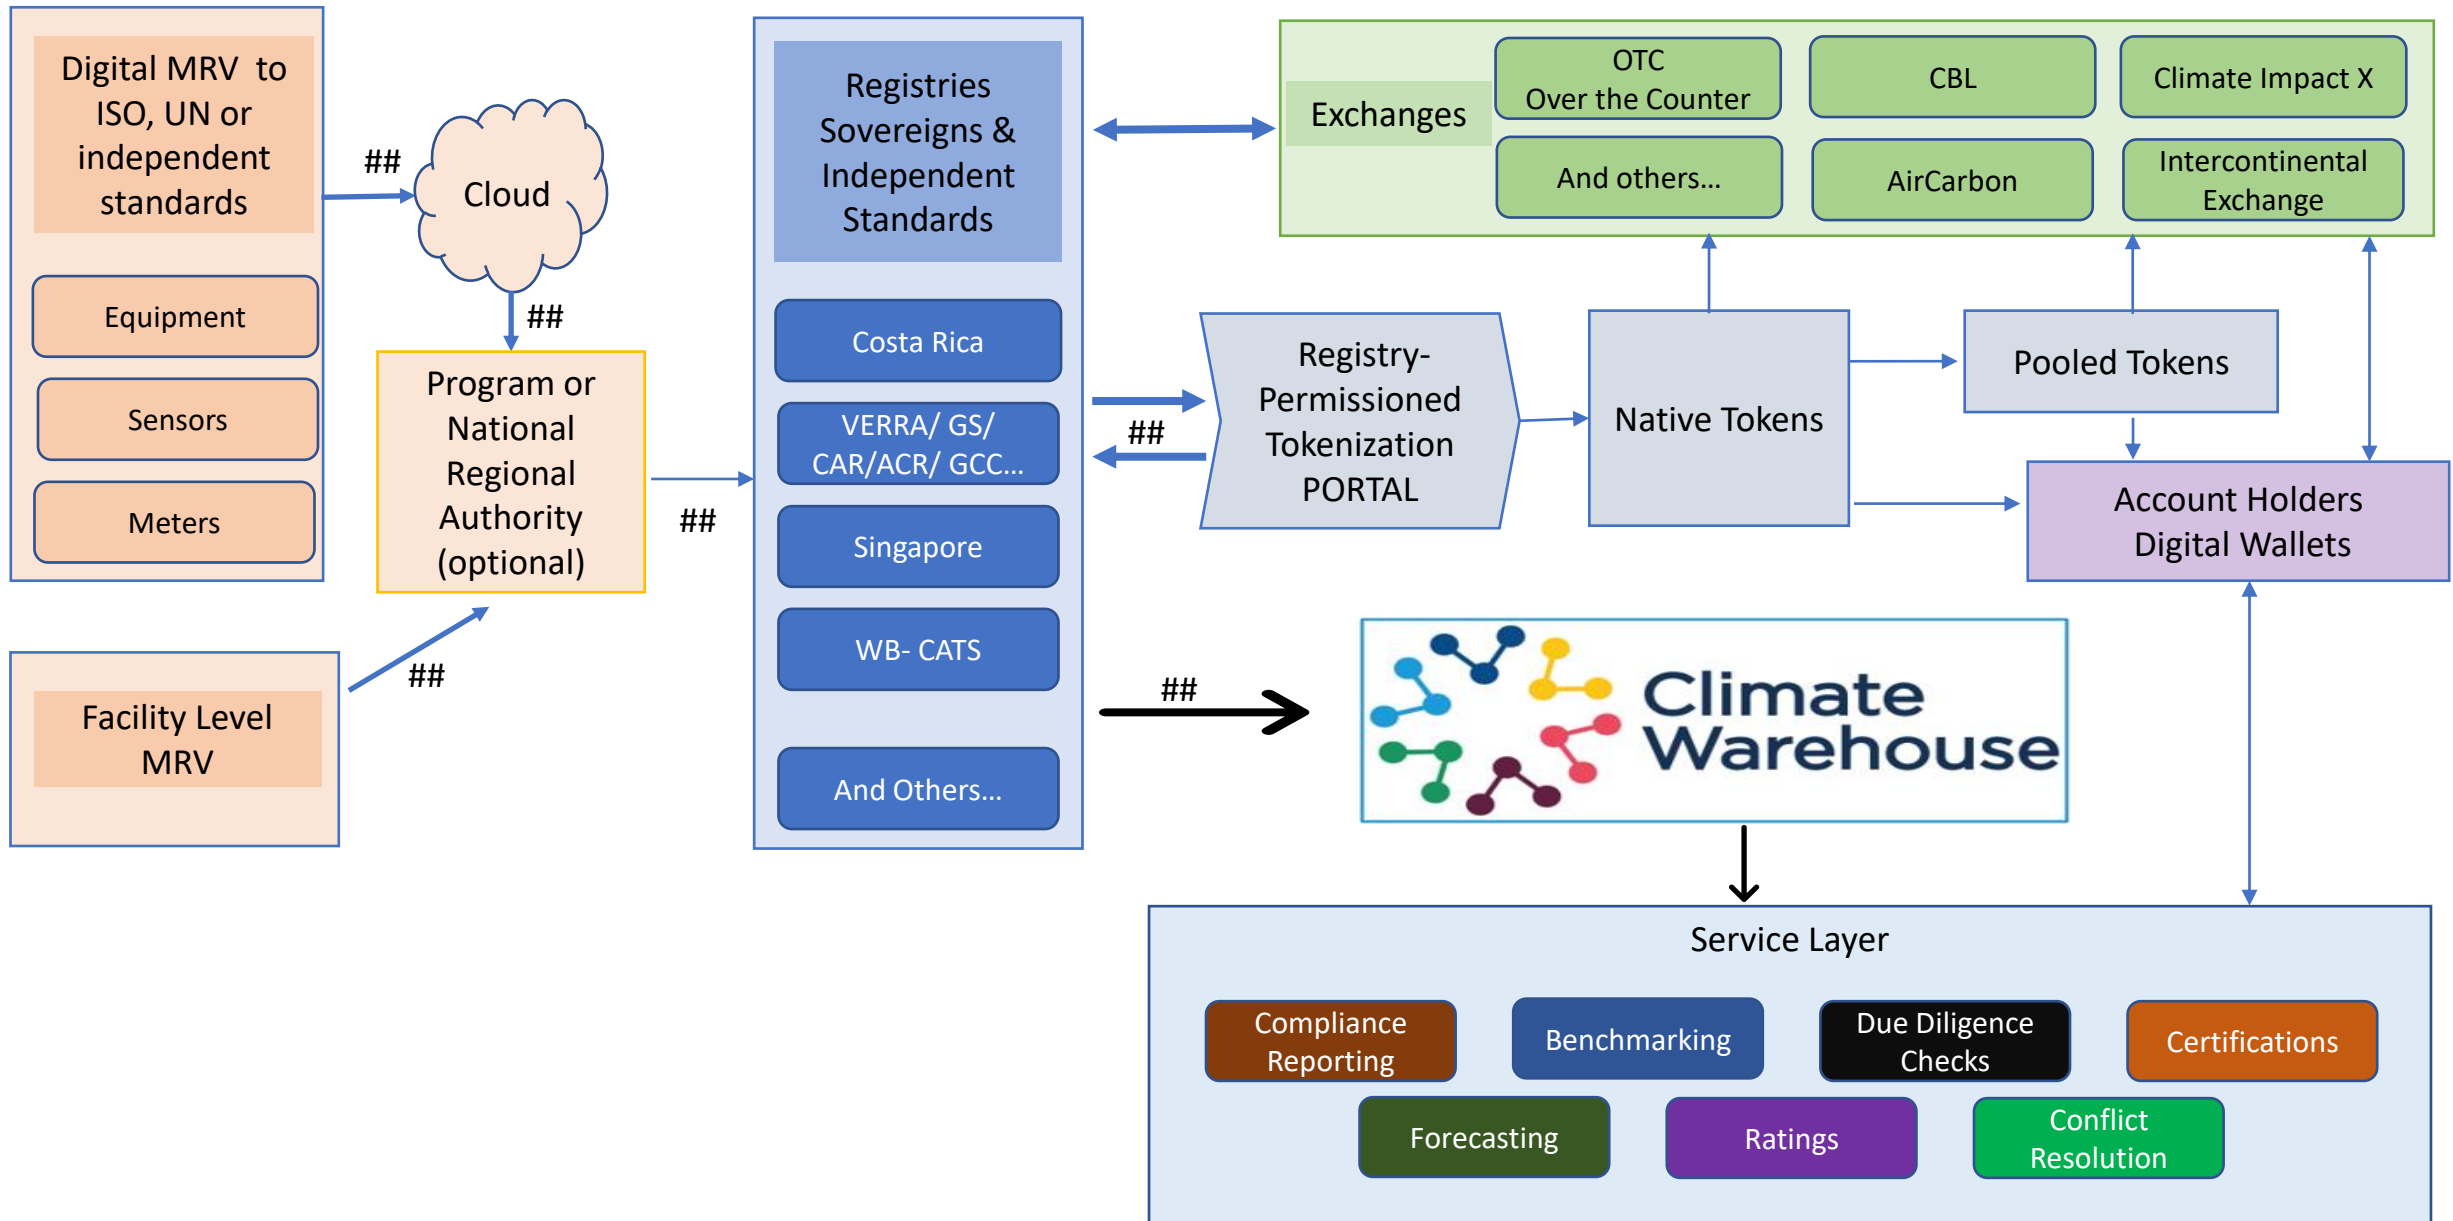 Digital MRV to
ISO, UN or
independent
standards
Equipment
Sensors
Meters
##
Cloud
##
Program or
National
Regional
Authority
(optional)
Facility Level
MRV
##
##
Registries
Sovereigns &
Independent
Standards
Costa Rica
VERRA/ GS/
CAR/ACR/ GCC...
Singapore
WB- CATS
And Others...
Exchanges
OTC
Over the Counter
CBL
Climate Impact X
And others...
AirCarbon
Intercontinental
Exchange
##
Registry-
Permissioned
Tokenization
PORTAL
Native Tokens
Pooled Tokens
Account Holders
Digital Wallets
##
Climate
Warehouse
Service Layer
Compliance
Reporting
Benchmarking
Due Diligence
Checks
Certifications
Forecasting
Ratings
Conflict
Resolution